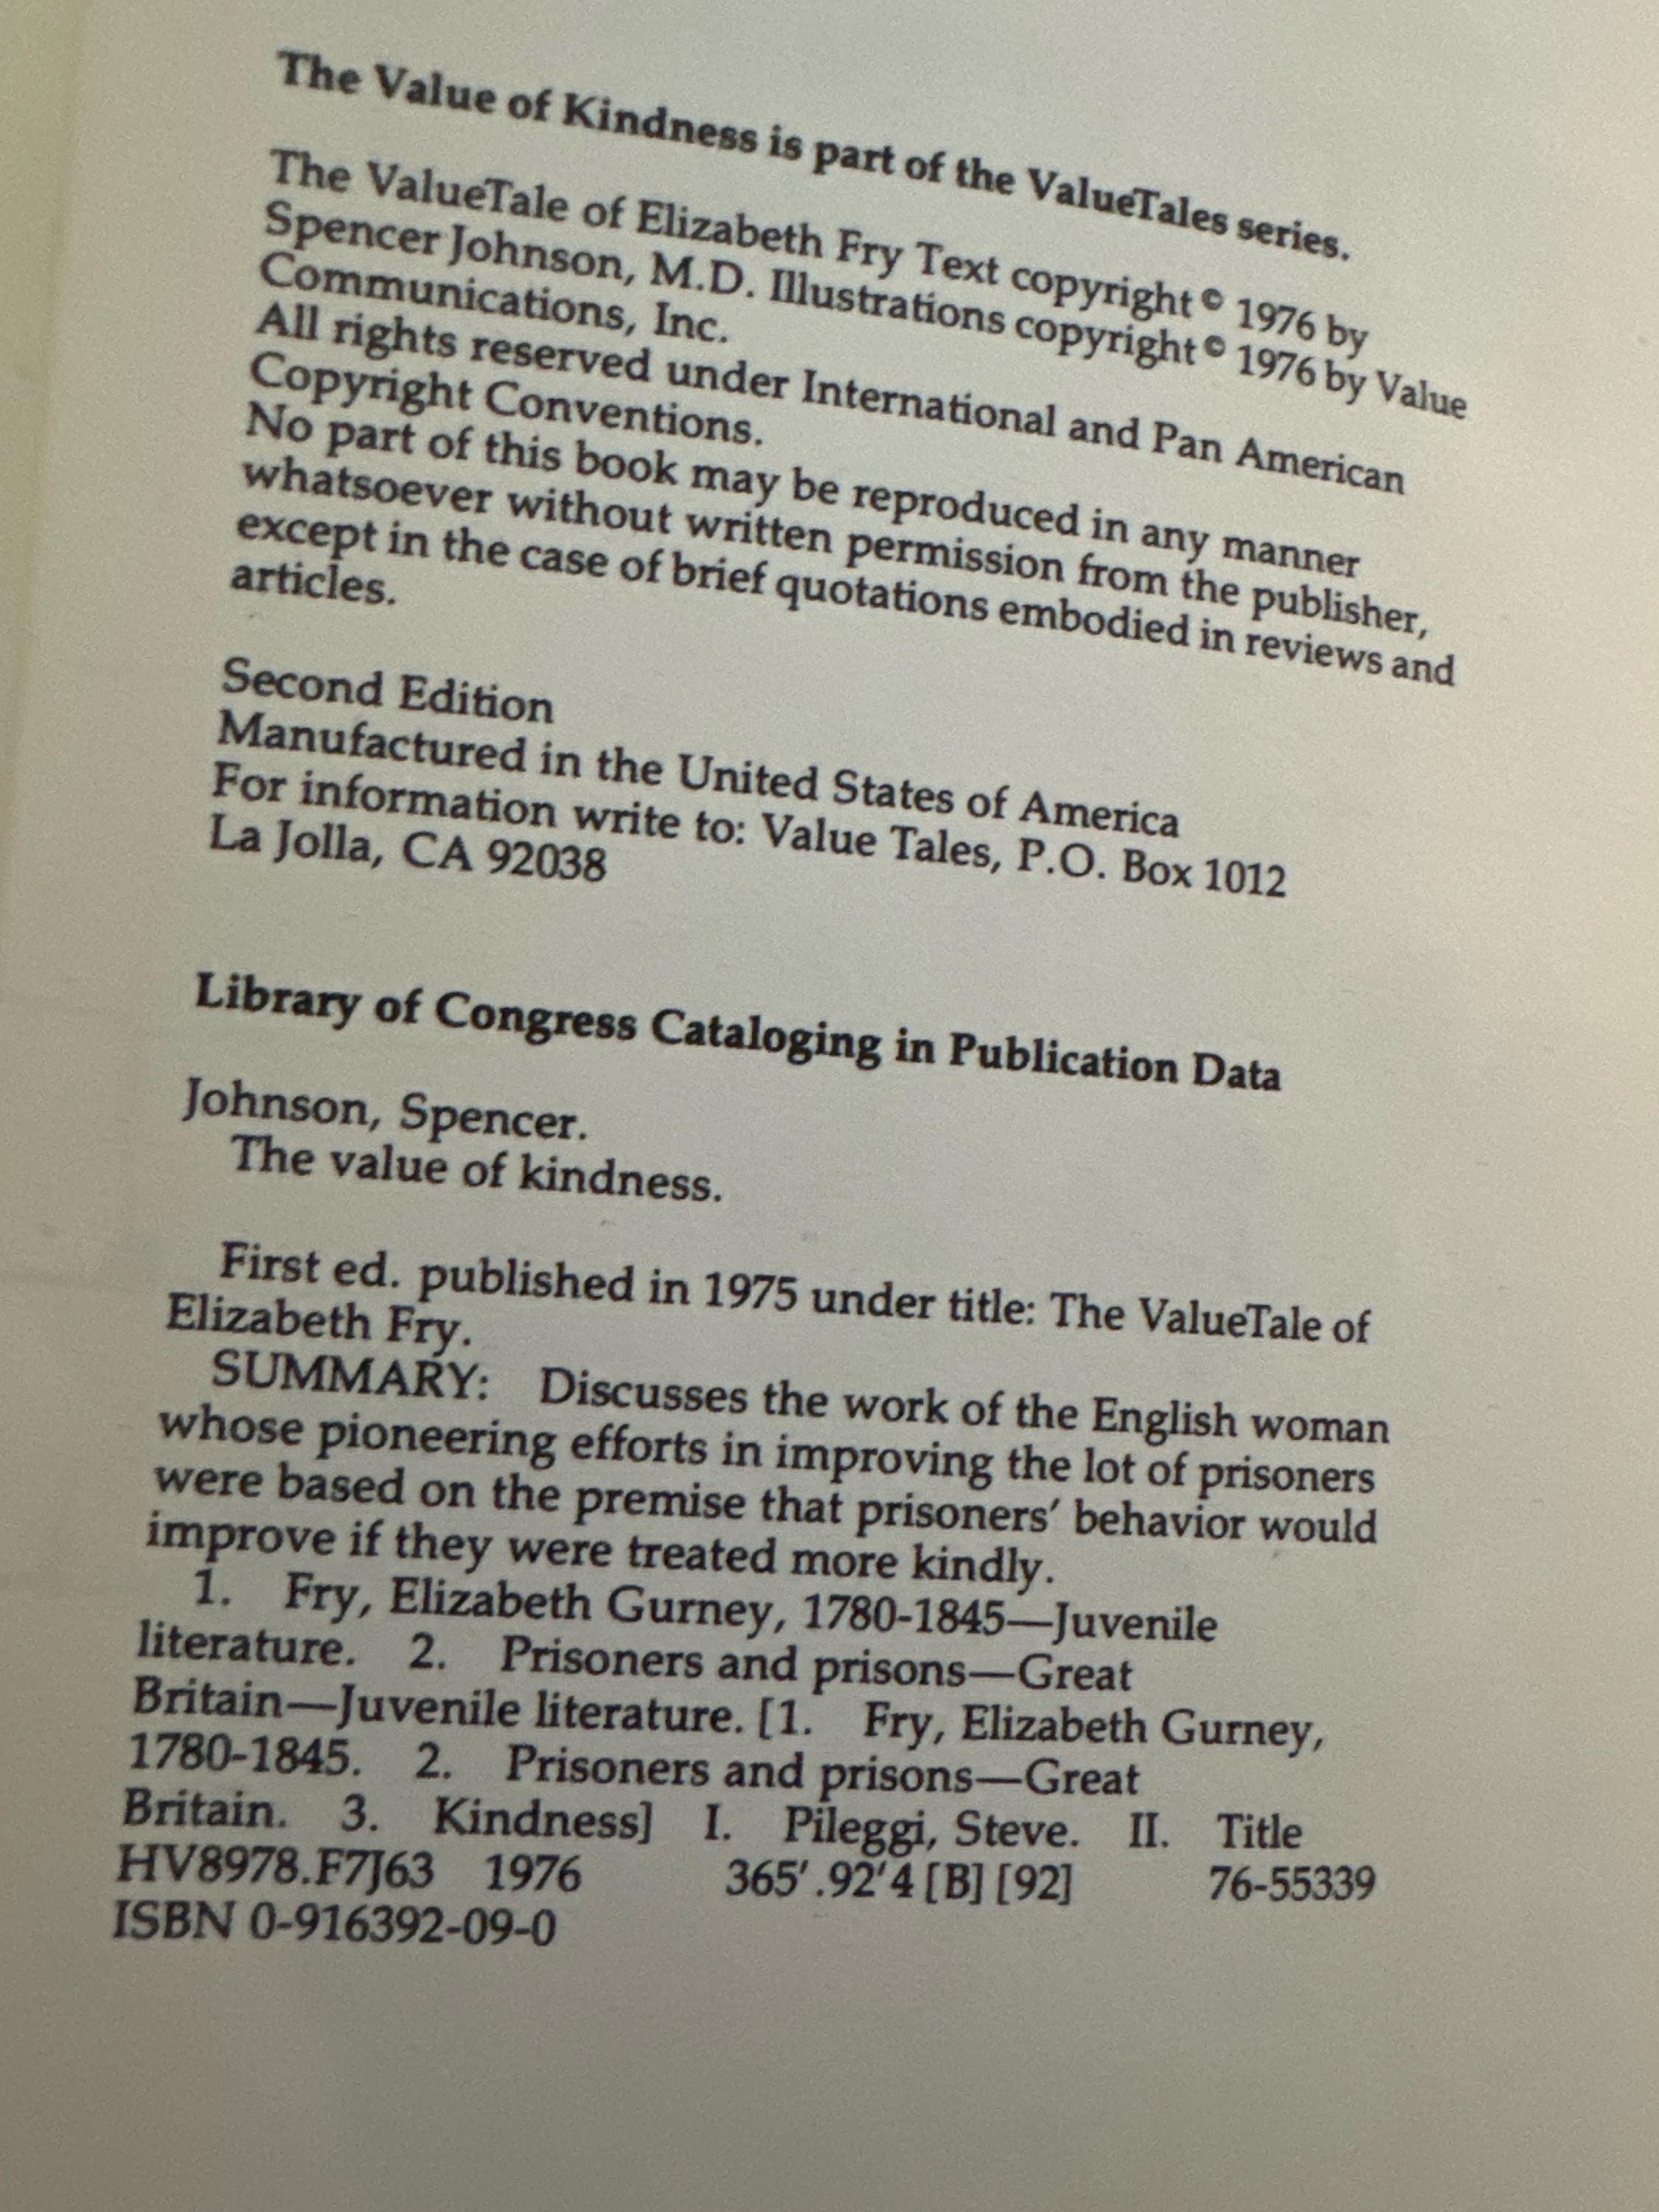 The Value of Kindness is part of the ValueTales series.
The ValueTale of Elizabeth Fry Text copyright © 1976 by
Spencer Johnson, M.D. Illustrations copyright © 1976 by Value
Communications, Inc.
All rights reserved under International and Pan American
Copyright Conventions.
No part of this book may be reproduced in any manner
whatsoever without written permission from the publisher,
except in the case of brief quotations embodied in reviews and
articles.
Second Edition
Manufactured in the United States of America
For information write to: Value Tales, P.O. Box 1012
La Jolla, CA 92038
Library of Congress Cataloging in Publication Data
Johnson, Spencer.
The value of kindness.
First ed. published in 1975 under title: The ValueTale of
Elizabeth Fry.
SUMMARY: Discusses the work of the English woman
whose pioneering efforts in improving the lot of prisoners
were based on the premise that prisoners' behavior would
improve if they were treated more kindly.
1. Fry, Elizabeth Gurney, 1780-1845—Juvenile
literature. 2. Prisoners and prisons—Great
Britain—Juvenile literature. [1. Fry, Elizabeth Gurney,
1780-1845. 2. Prisoners and prisons—Great
Britain. 3. Kindness] I. Pileggi, Steve. II. Title
HV8978.F7J63 1976 365'.92'4 [B] [92] 76-55339
ISBN 0-916392-09-0